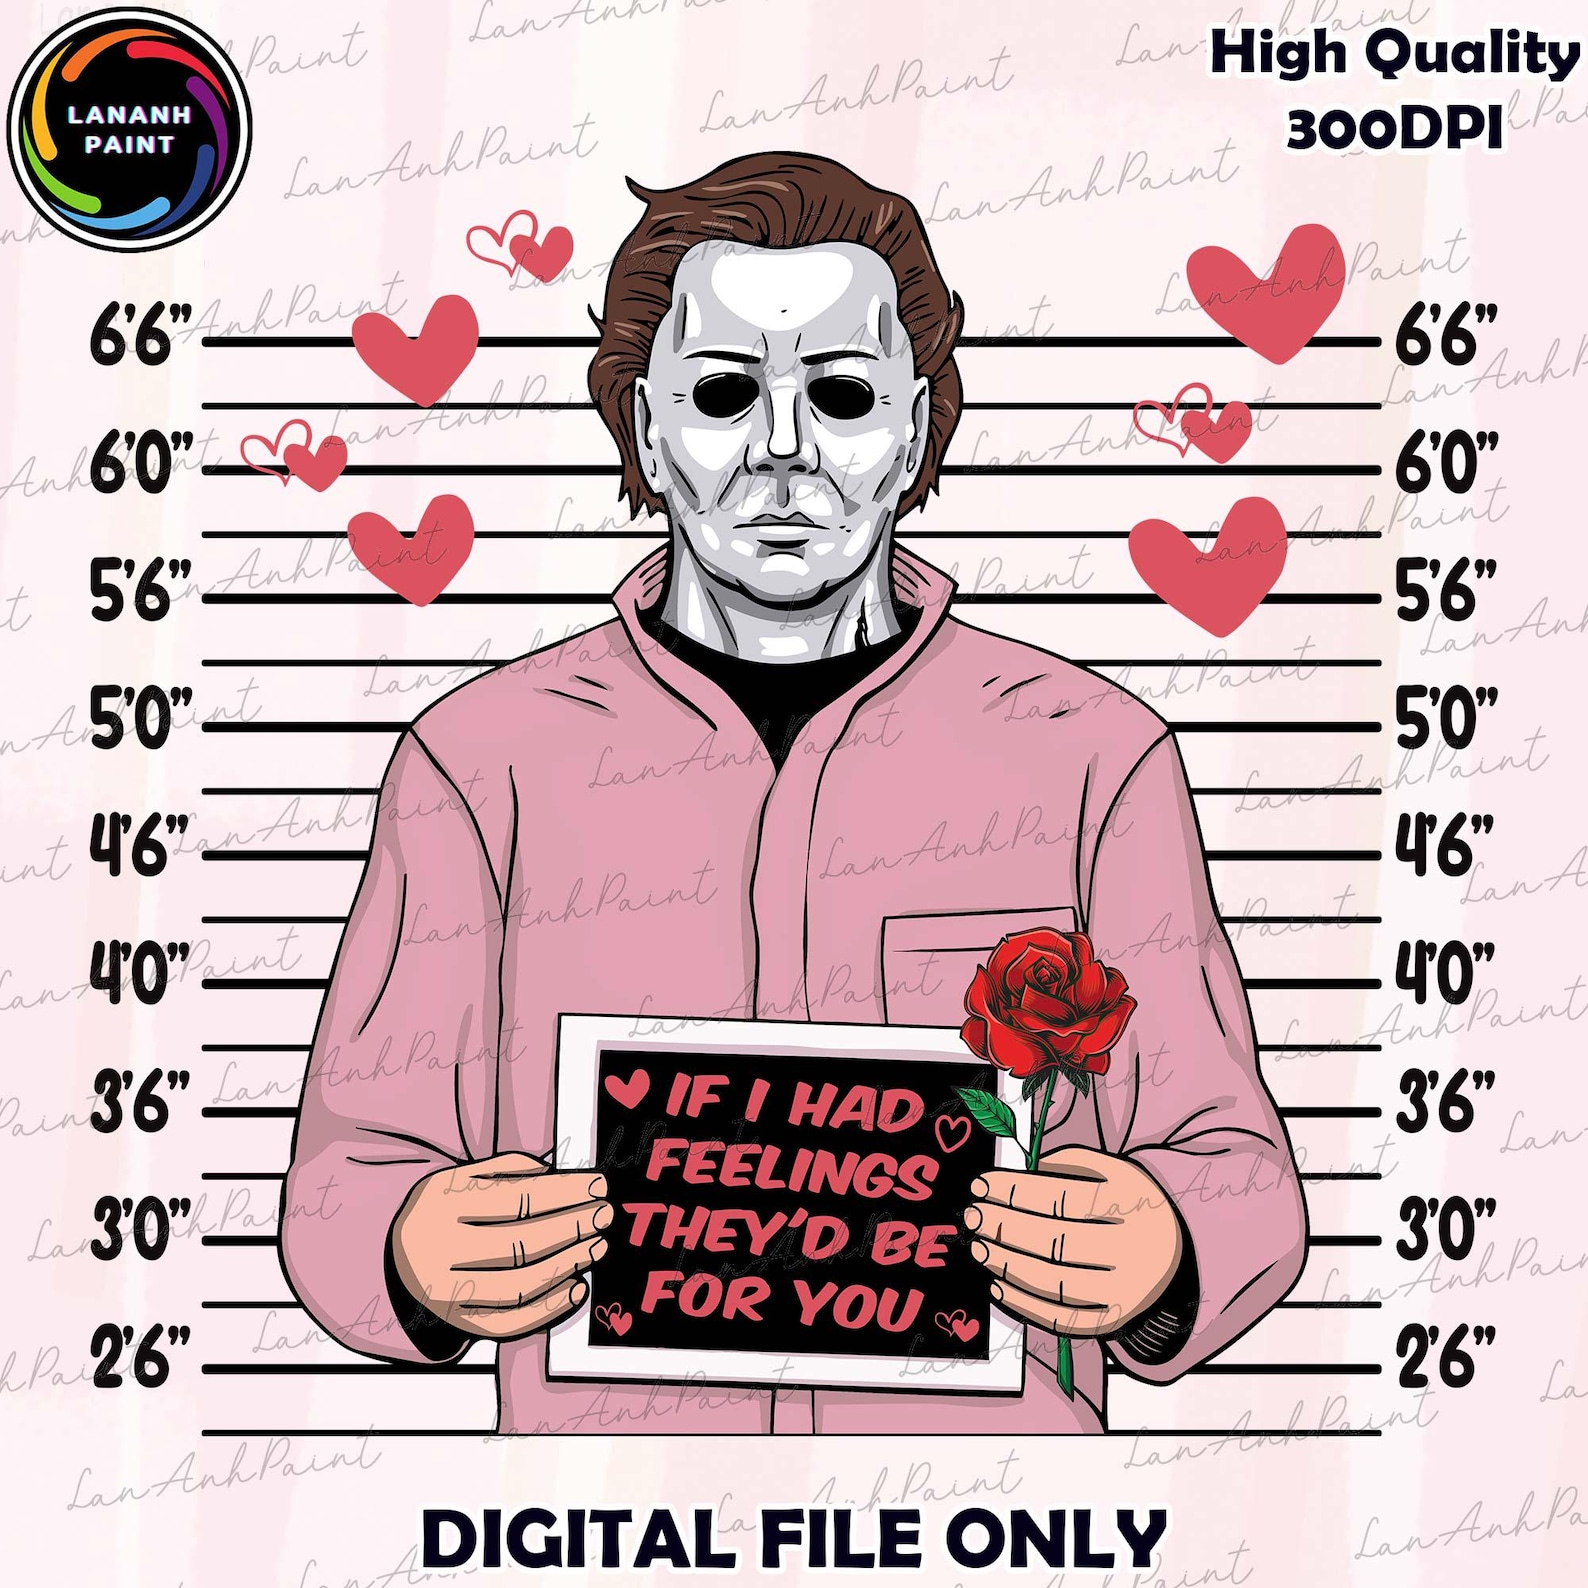 LANANH
PAINT
High Quality
300DPI
6'6” 6'6”
6'0” 6'0”
5'6” 5'6”
5'0” 5'0”
4'6” 4'6”
4'0” 4'0”
3'6” 3'6”
3'0” 3'0”
2'6” 2'6”
IF I HAD
FEELINGS
THEY'D BE
FOR YOU
DIGITAL FILE ONLY
LanAnhPaint